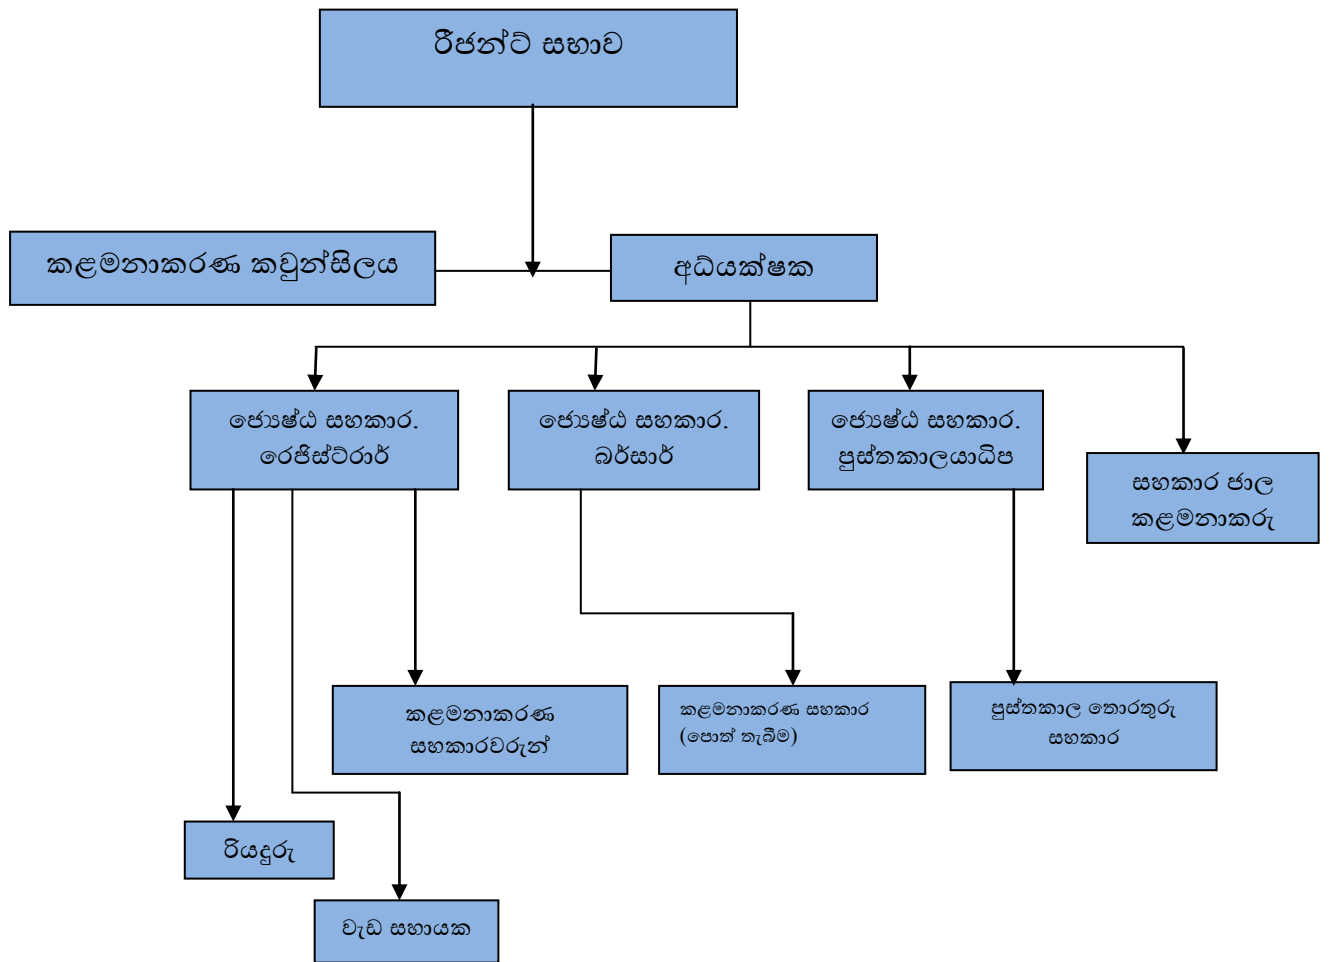 රීජන්ට් සභාව
කළමනාකරණ කවුන්සිලය
අධ්යක්ෂක
ජ්‍යෙෂ්ඨ සහකාර.
රෙජිස්ට්රාර්
ජ්‍යෙෂ්ඨ සහකාර.
බර්සාර්
ජ්‍යෙෂ්ඨ සහකාර.
පුස්තකාලයාධිප
සහකාර ජාල
කළමනාකරු
කළමනාකරණ
සහකාරවරුන්
කළමනාකරණ සහකාර
(පොත් තැබීම)
පුස්තකාල තොරතුරු
සහකාර
රියදුරු
වැඩ සහායක